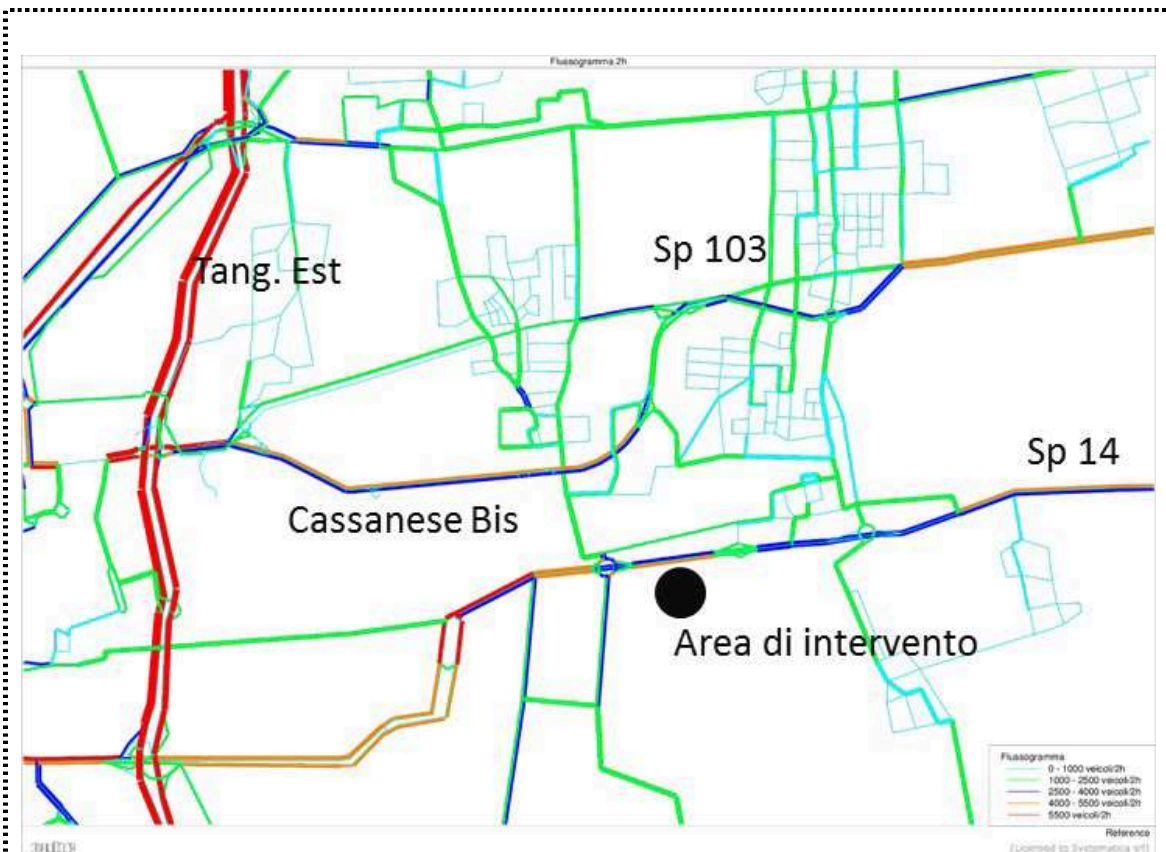 Flussogramma 2h
Sp 103
Tang. Est
Sp 14
Cassanese Bis
Area di intervento
Flussogramma
0 - 1000 veicoli/2h
1000 - 2500 veicoli/2h
2500 - 4000 veicoli/2h
4000 - 5500 veicoli/2h
5500 veicoli/2h
Reference
(Licensed to Systematica srl)